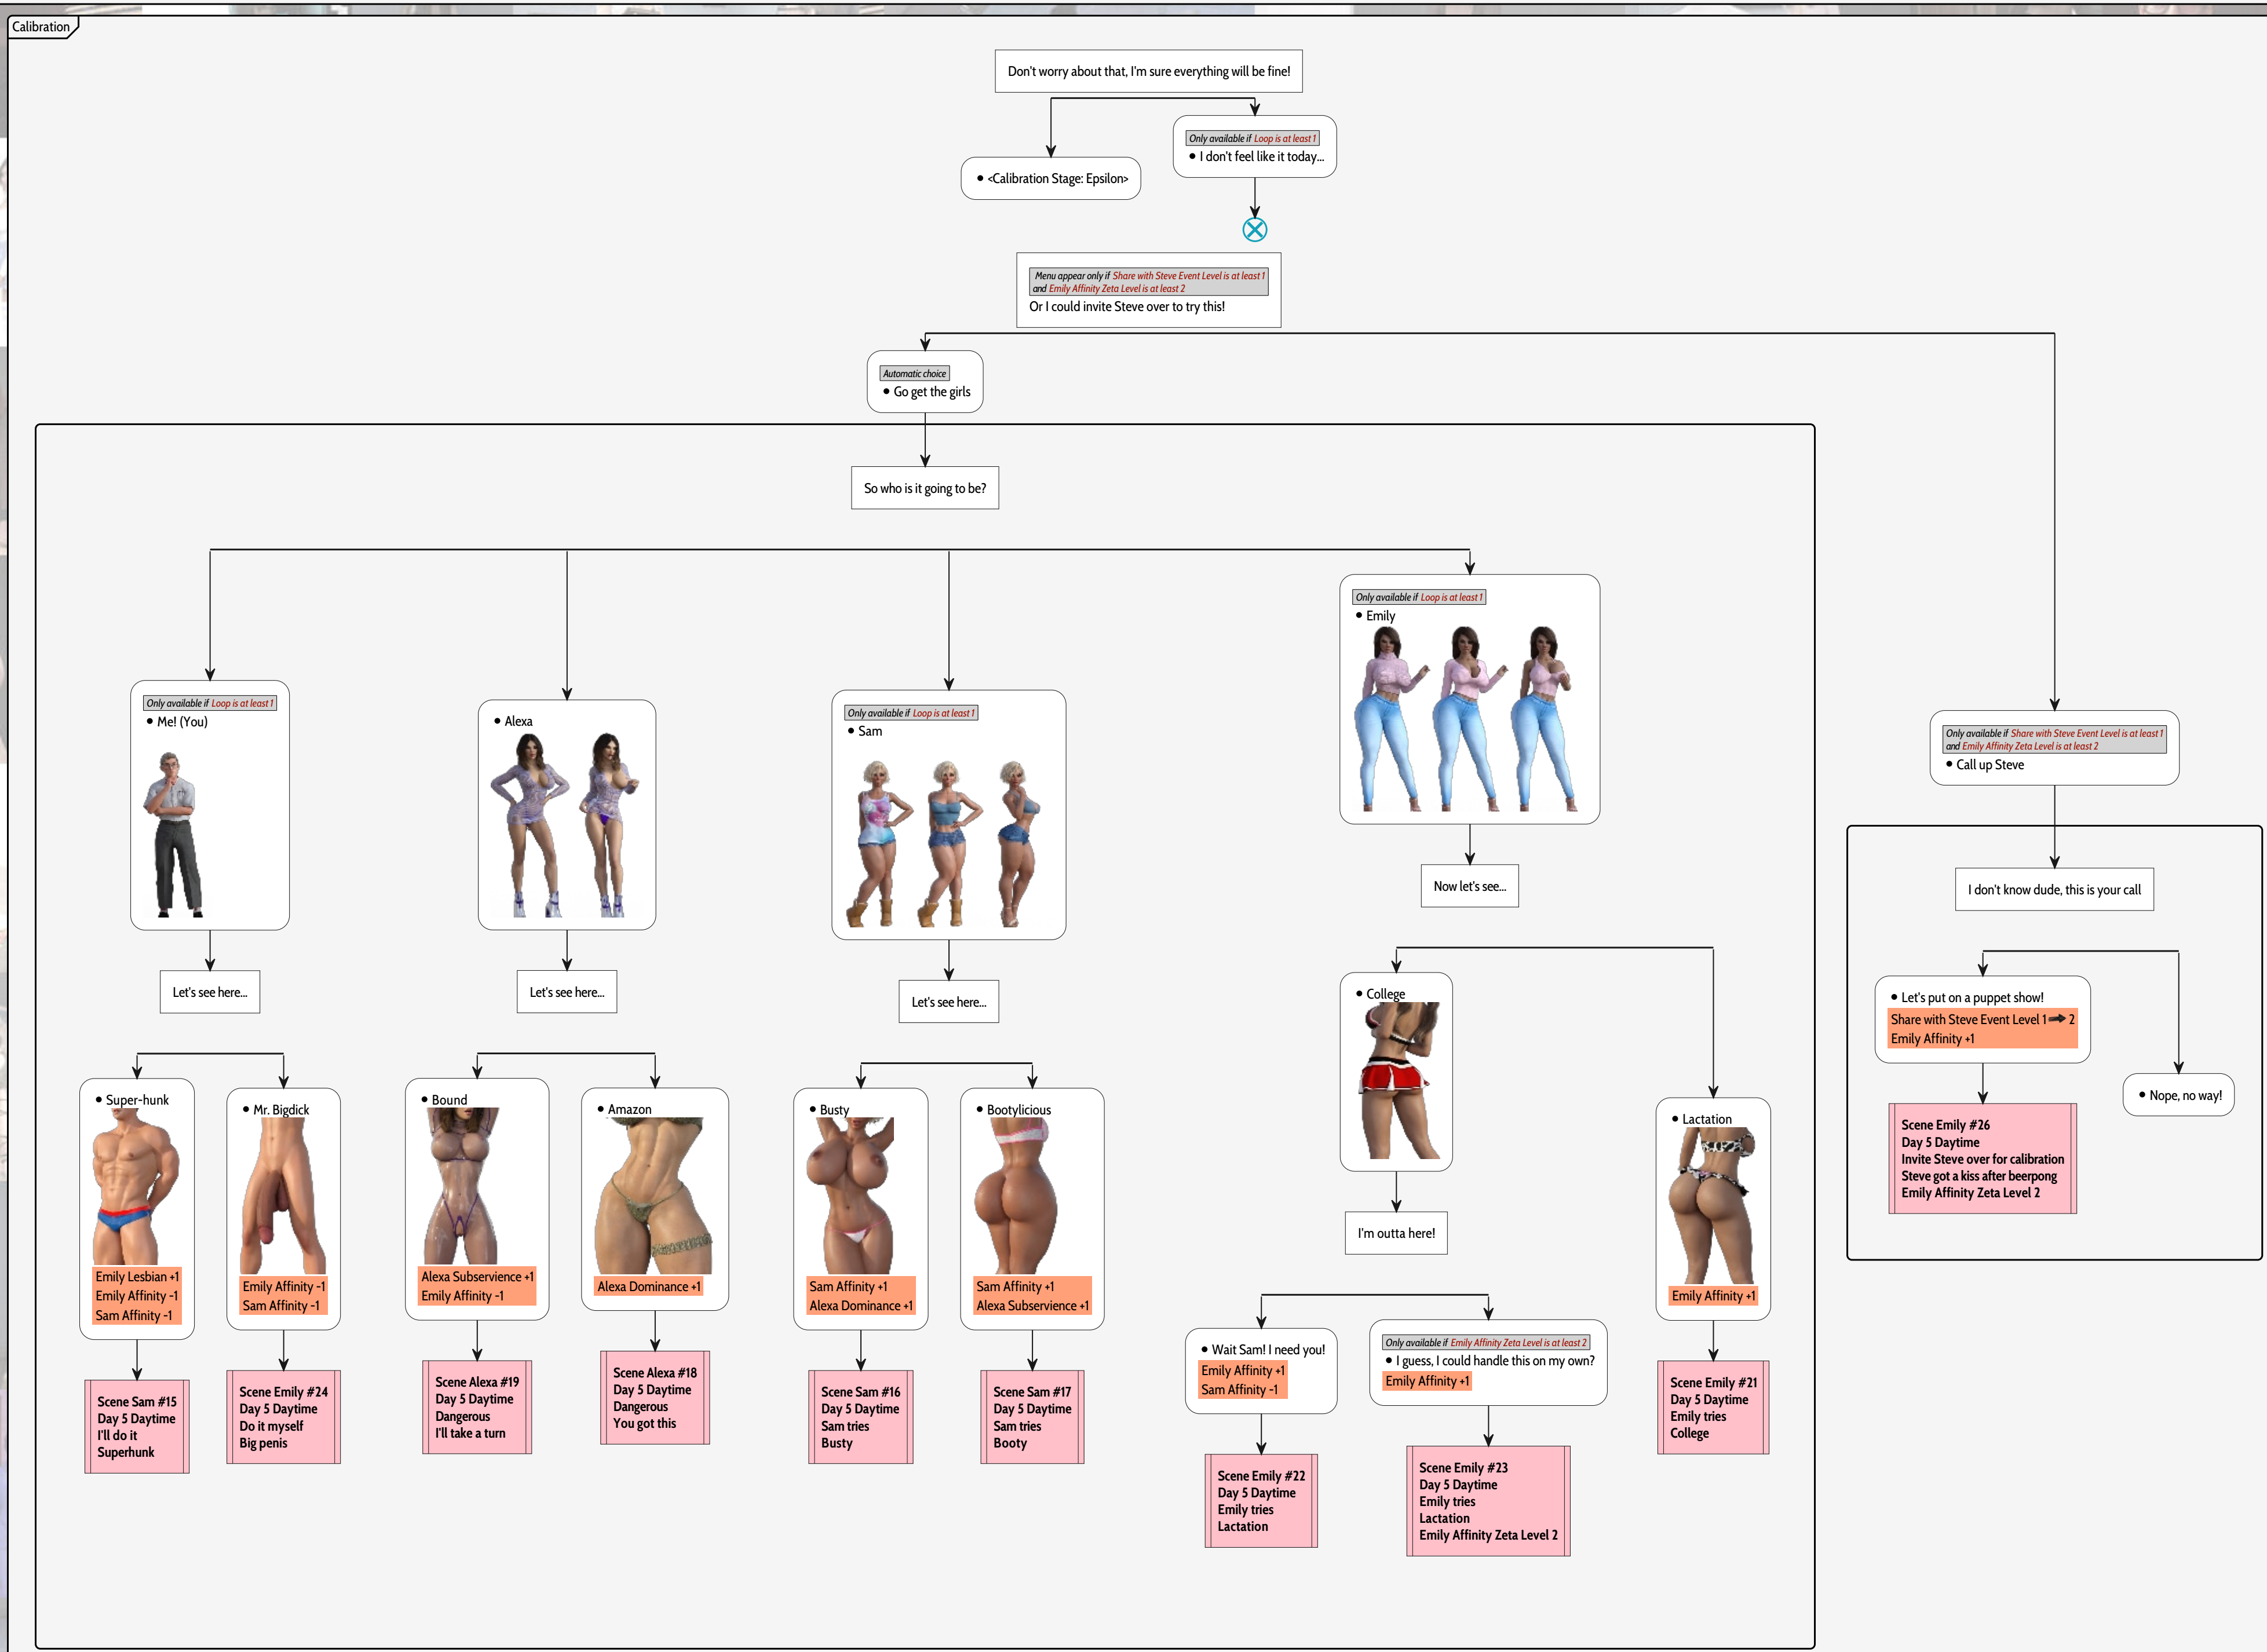 Calibration
Don't worry about that, I'm sure everything will be fine!
Only available if Loop is at least 1
• I don't feel like it today...
• <Calibration Stage: Epsilon>
Menu appear only if Share with Steve Event Level is at least 1
and Emily Affinity Zeta Level is at least 2
Or I could invite Steve over to try this!
Automatic choice
• Go get the girls
So who is it going to be?
Only available if Loop is at least 1
• Me! (You)
• Alexa
Only available if Loop is at least 1
• Sam
Only available if Loop is at least 1
• Emily
Only available if Share with Steve Event Level is at least 1
and Emily Affinity Zeta Level is at least 2
• Call up Steve
Let's see here...
Let's see here...
Let's see here...
Now let's see...
I don't know dude, this is your call
• Super-hunk
Emily Lesbian +1
Emily Affinity -1
Sam Affinity -1
• Mr. Bigdick
Emily Affinity -1
Sam Affinity -1
• Bound
Alexa Subservience +1
Emily Affinity -1
• Amazon
Alexa Dominance +1
• Busty
Sam Affinity +1
Alexa Dominance +1
• Bootylicious
Sam Affinity +1
Alexa Subservience +1
• College
I'm outta here!
• Lactation
Emily Affinity +1
• Let's put on a puppet show!
Share with Steve Event Level 1 ➡ 2
Emily Affinity +1
• Nope, no way!
• Wait Sam! I need you!
Emily Affinity +1
Sam Affinity -1
Only available if Emily Affinity Zeta Level is at least 2
• I guess, I could handle this on my own?
Emily Affinity +1
Scene Sam #15
Day 5 Daytime
I'll do it
Superhunk
Scene Emily #24
Day 5 Daytime
Do it myself
Big penis
Scene Alexa #19
Day 5 Daytime
Dangerous
I'll take a turn
Scene Alexa #18
Day 5 Daytime
Dangerous
You got this
Scene Sam #16
Day 5 Daytime
Sam tries
Busty
Scene Sam #17
Day 5 Daytime
Sam tries
Booty
Scene Emily #22
Day 5 Daytime
Emily tries
Lactation
Scene Emily #23
Day 5 Daytime
Emily tries
Lactation
Emily Affinity Zeta Level 2
Scene Emily #21
Day 5 Daytime
Emily tries
College
Scene Emily #26
Day 5 Daytime
Invite Steve over for calibration
Steve got a kiss after beerpong
Emily Affinity Zeta Level 2